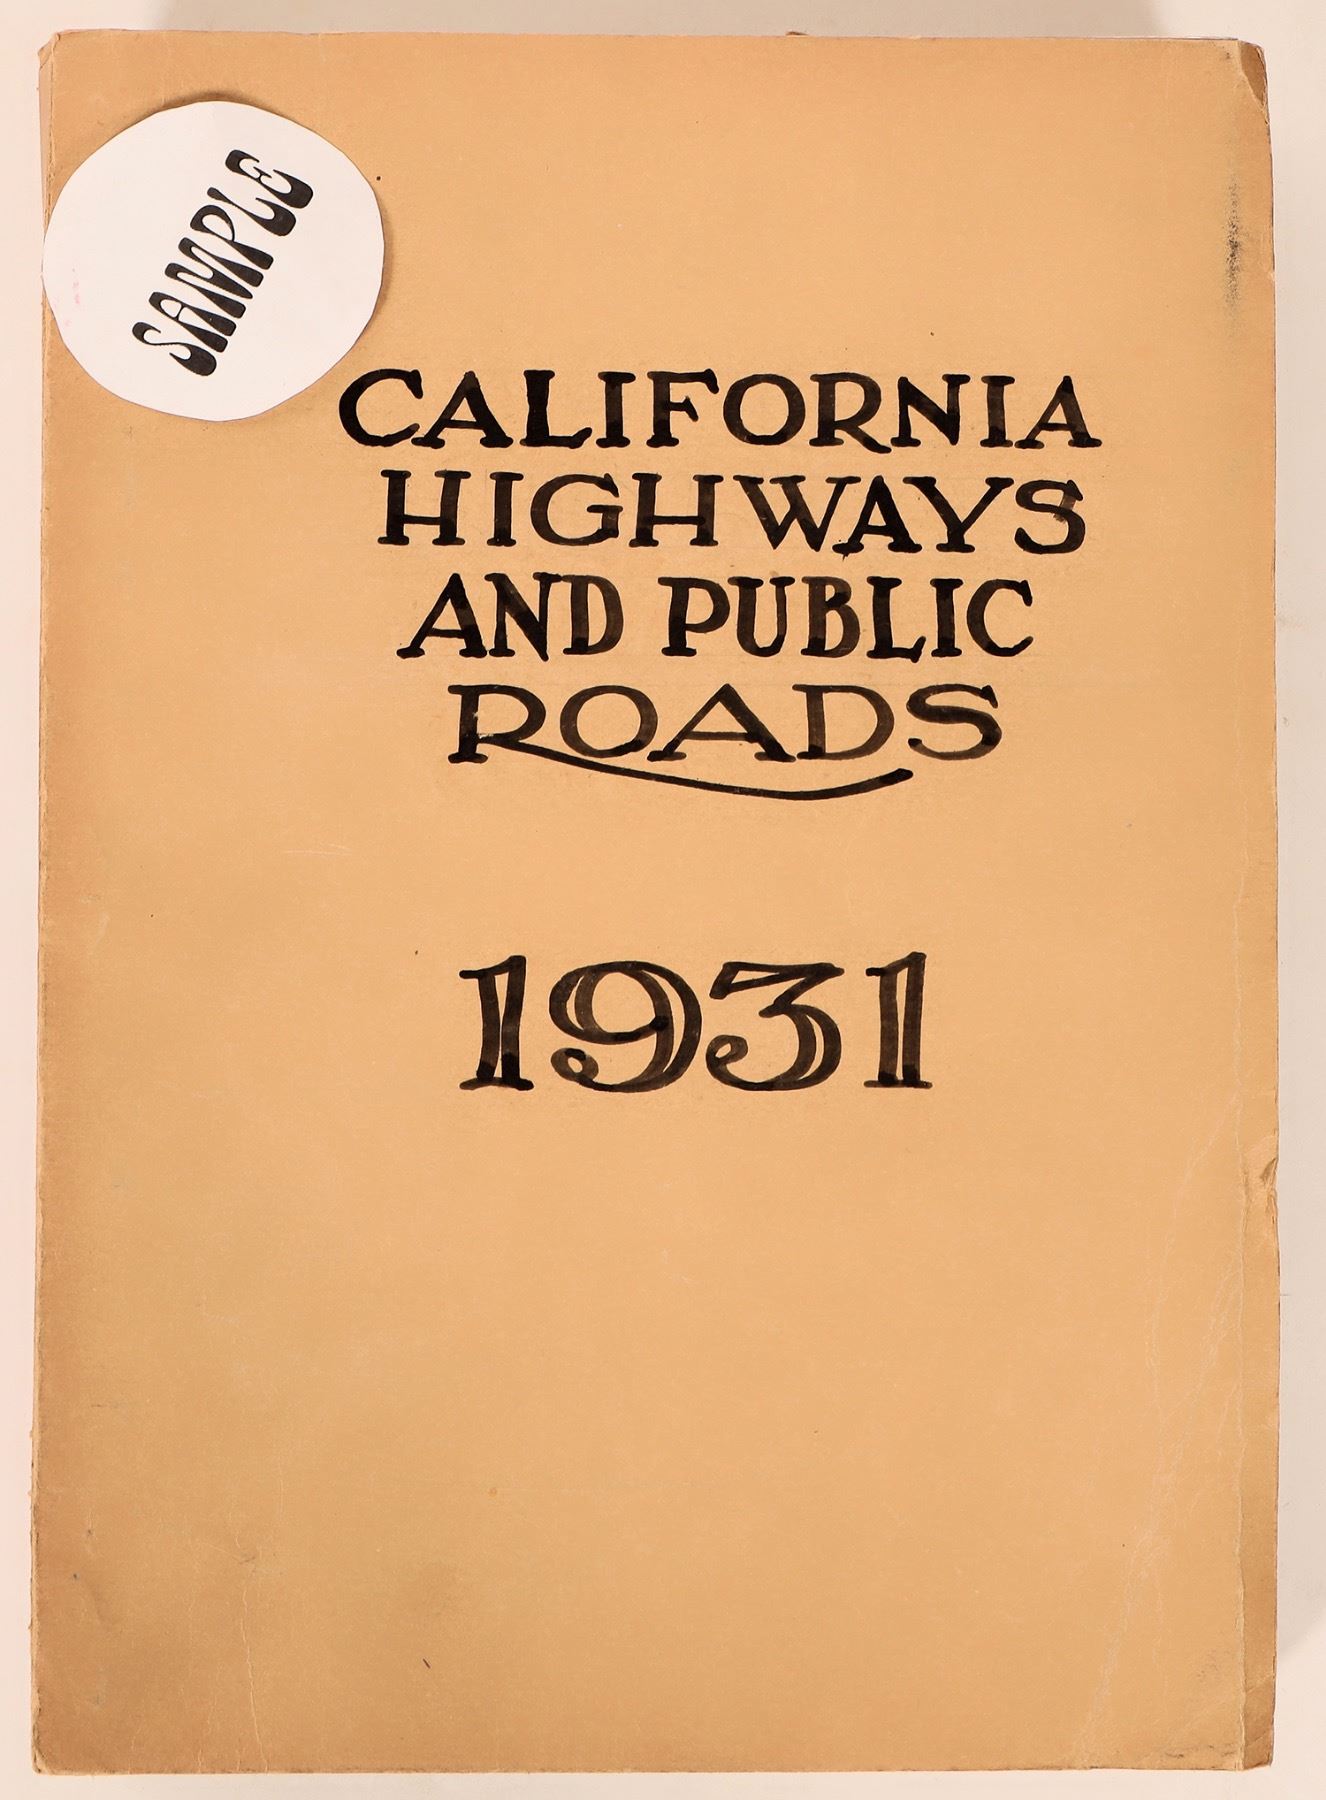 SAMPLE
CALIFORNIA
HIGHWAYS
AND PUBLIC
ROADS
1931